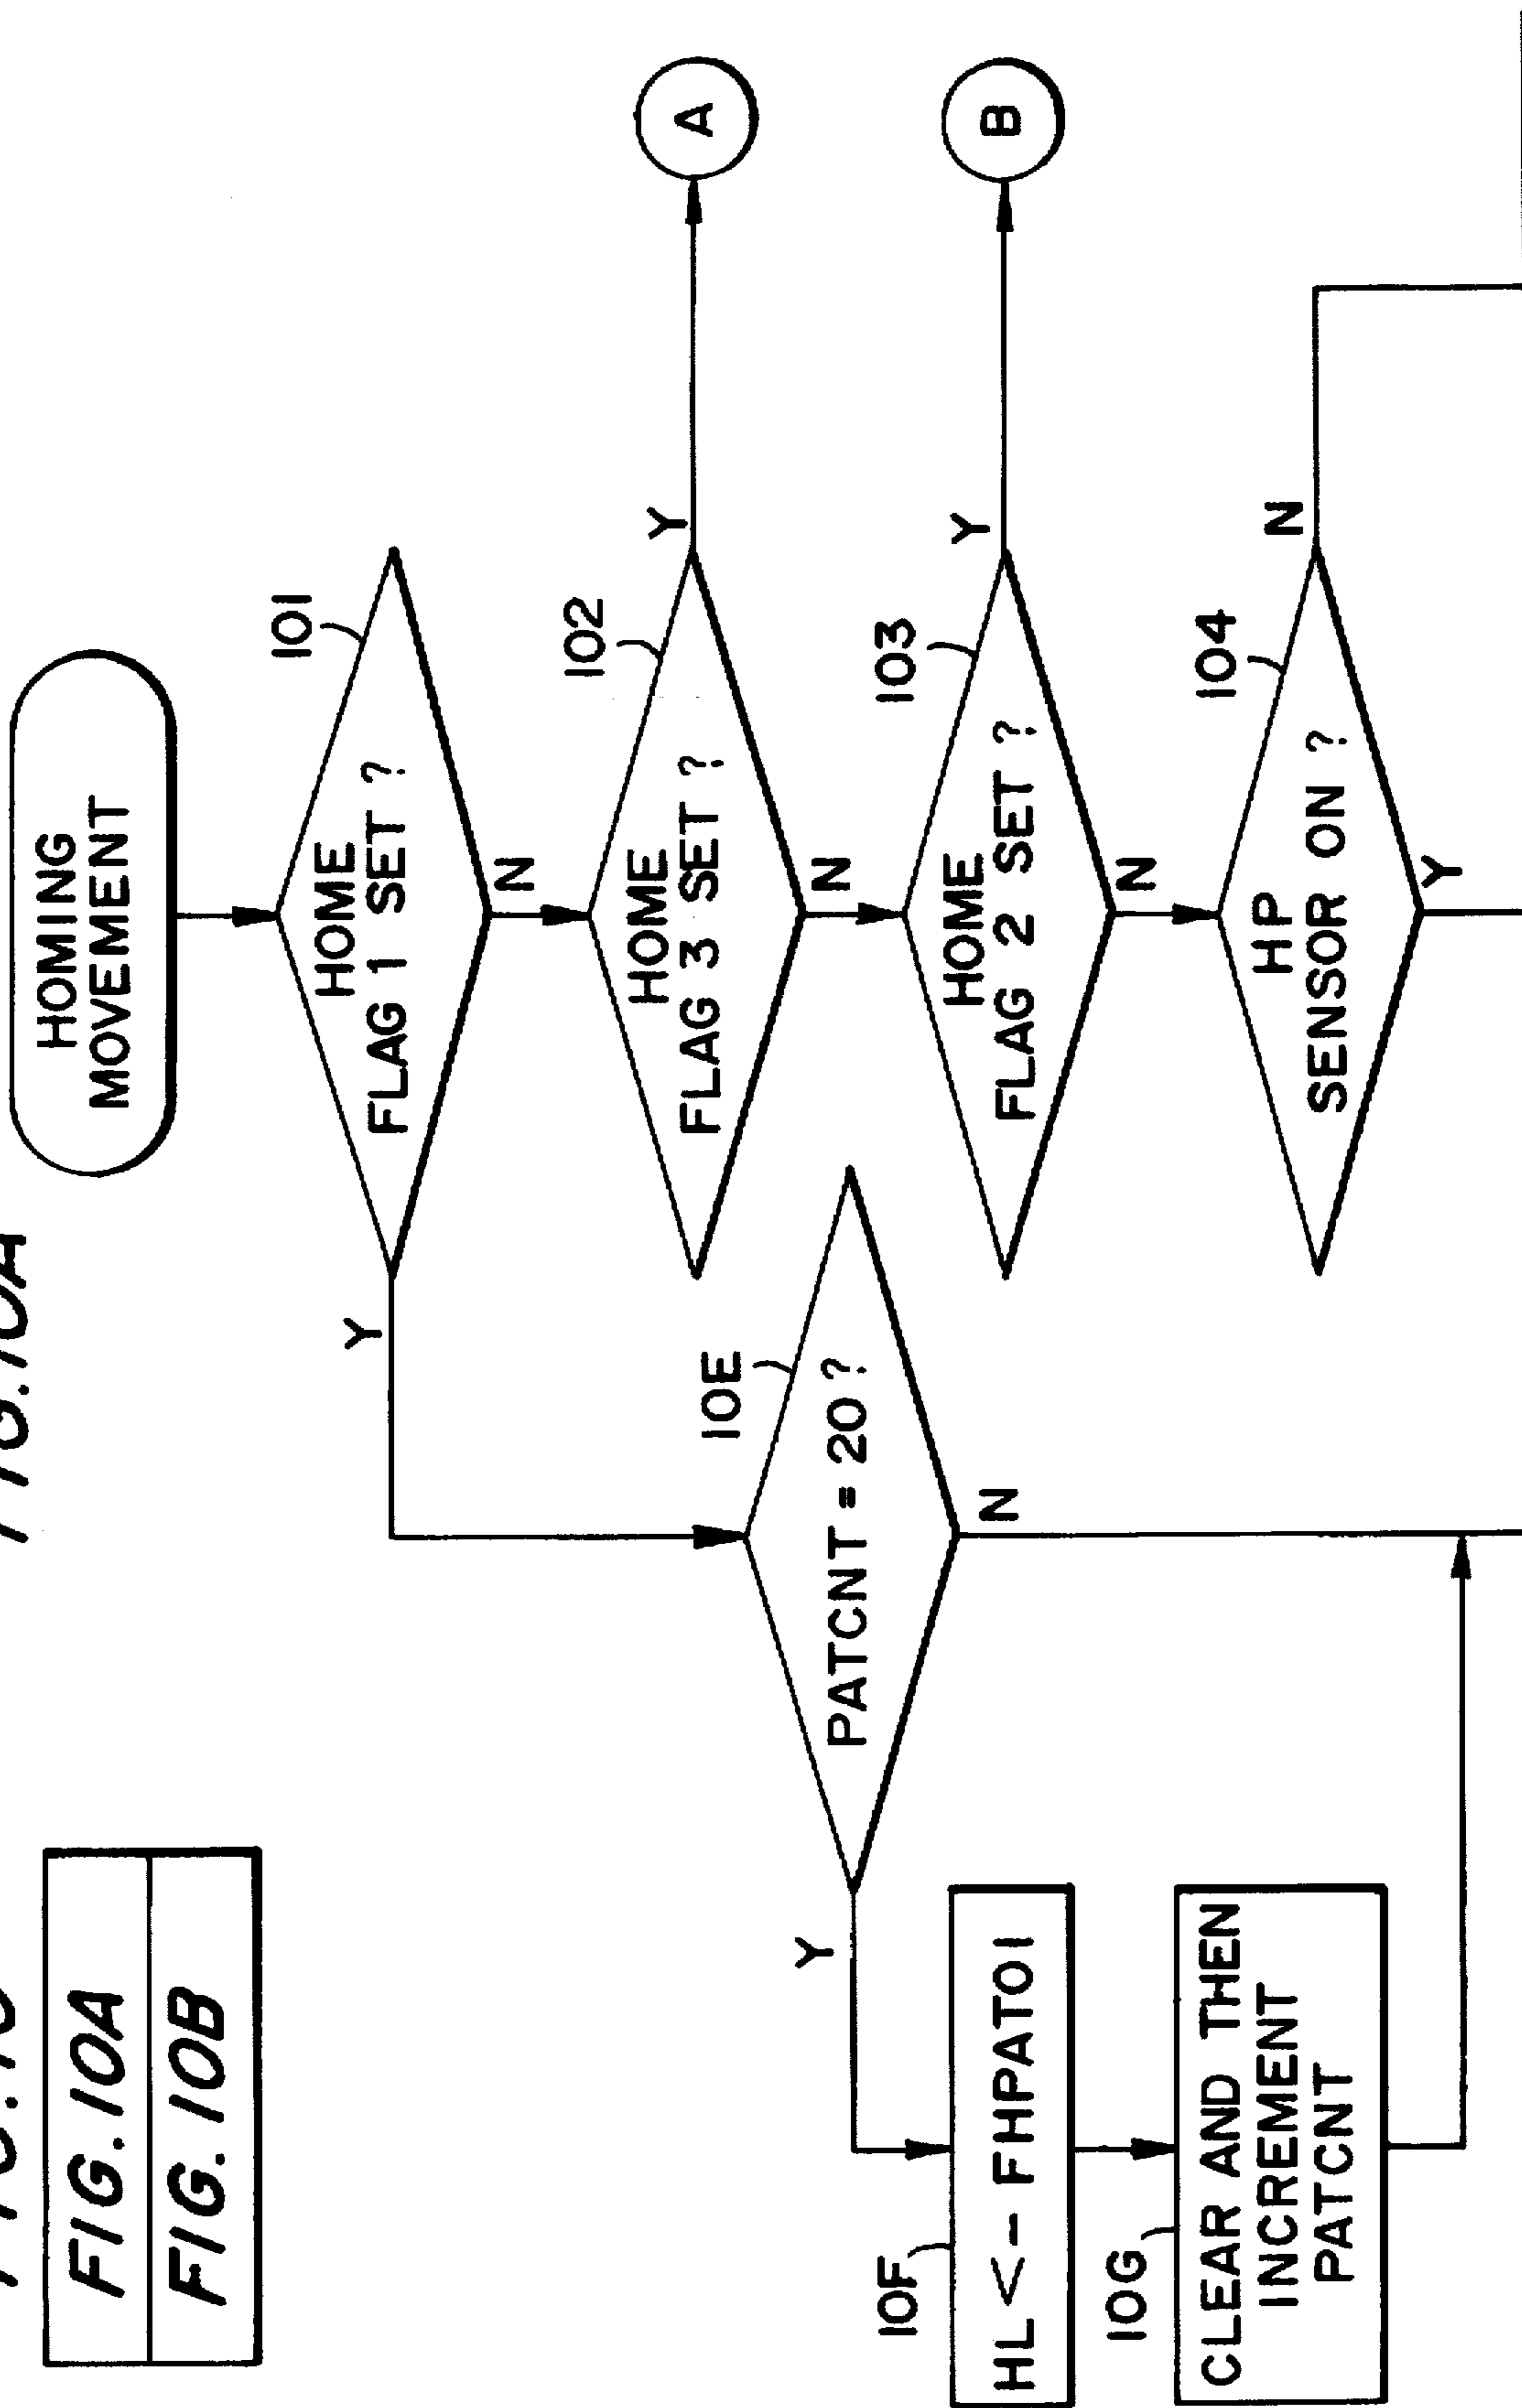 FIG. 10A
FIG. 10A
FIG. 10B
HOMING
MOVEMENT
101
HOME
FLAG 1 SET ?
Y
N
102
HOME
FLAG 3 SET ?
Y
A
N
103
HOME
FLAG 2 SET ?
Y
B
N
104
HP
SENSOR ON ?
N
Y
10E
PATCNT = 20 ?
Y
N
10F
HL <-- FHPAT01
10G
CLEAR AND THEN
INCREMENT
PATCNT